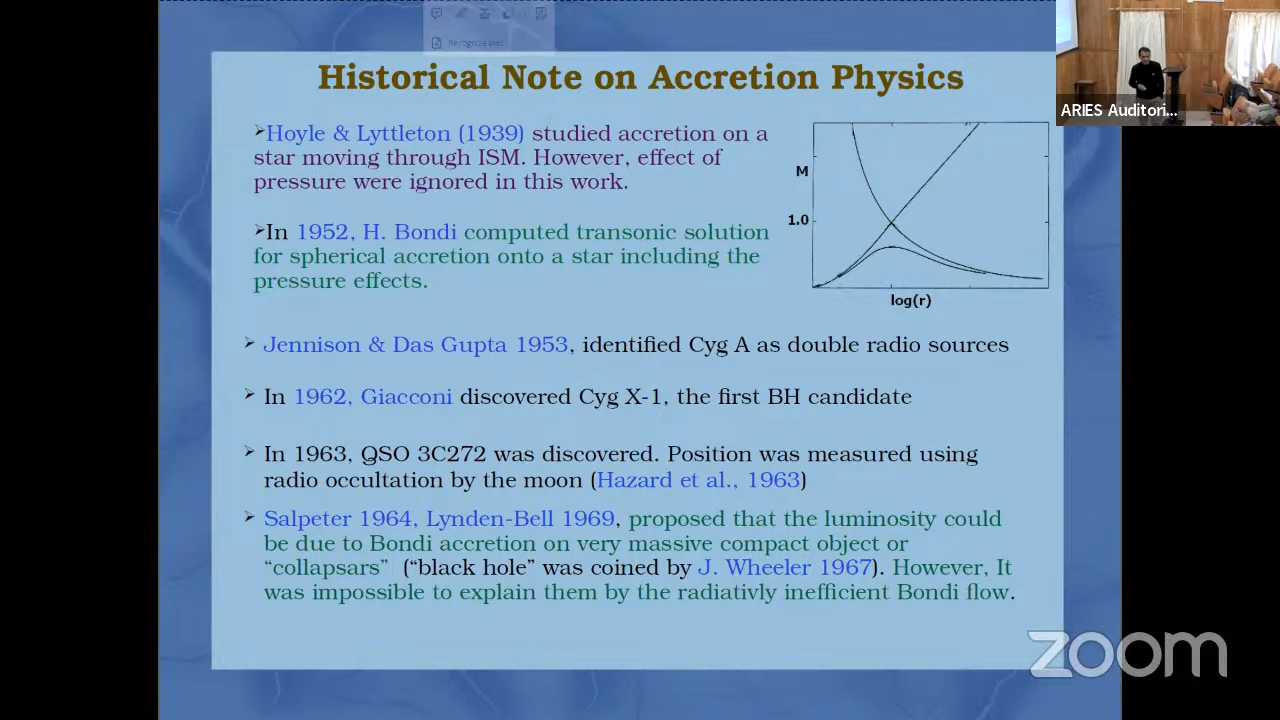 Recognize text
Historical Note on Accretion Physics
ARIES Auditori...
➢Hoyle & Lyttleton (1939) studied accretion on a
star moving through ISM. However, effect of
pressure were ignored in this work.
M
1.0
log(r)
➢In 1952, H. Bondi computed transonic solution
for spherical accretion onto a star including the
pressure effects.
➢ Jennison & Das Gupta 1953, identified Cyg A as double radio sources
➢ In 1962, Giacconi discovered Cyg X-1, the first BH candidate
➢ In 1963, QSO 3C272 was discovered. Position was measured using
radio occultation by the moon (Hazard et al., 1963)
➢ Salpeter 1964, Lynden-Bell 1969, proposed that the luminosity could
be due to Bondi accretion on very massive compact object or
“collapsars” (“black hole” was coined by J. Wheeler 1967). However, It
was impossible to explain them by the radiativly inefficient Bondi flow.
zoom